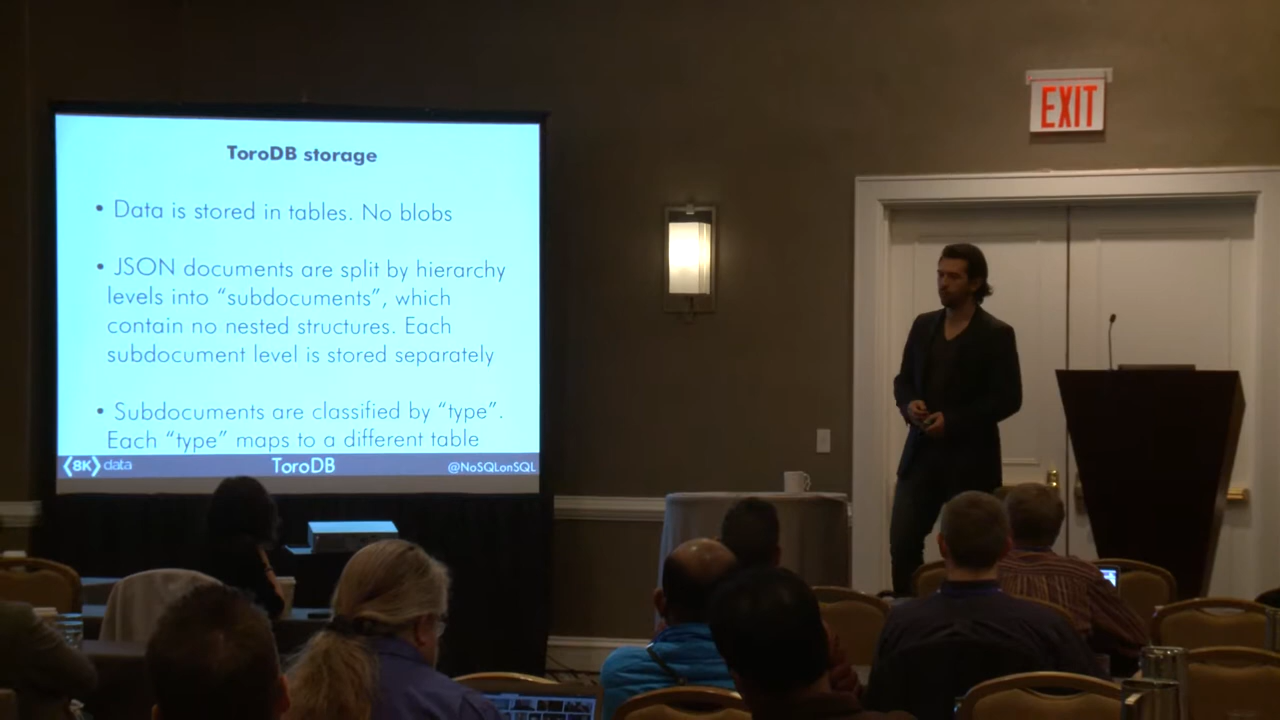 EXIT
ToroDB storage
• Data is stored in tables. No blobs
• JSON documents are split by hierarchy
levels into “subdocuments”, which
contain no nested structures. Each
subdocument level is stored separately
• Subdocuments are classified by “type”.
Each “type” maps to a different table
8K data
ToroDB
@NoSQLonSQL